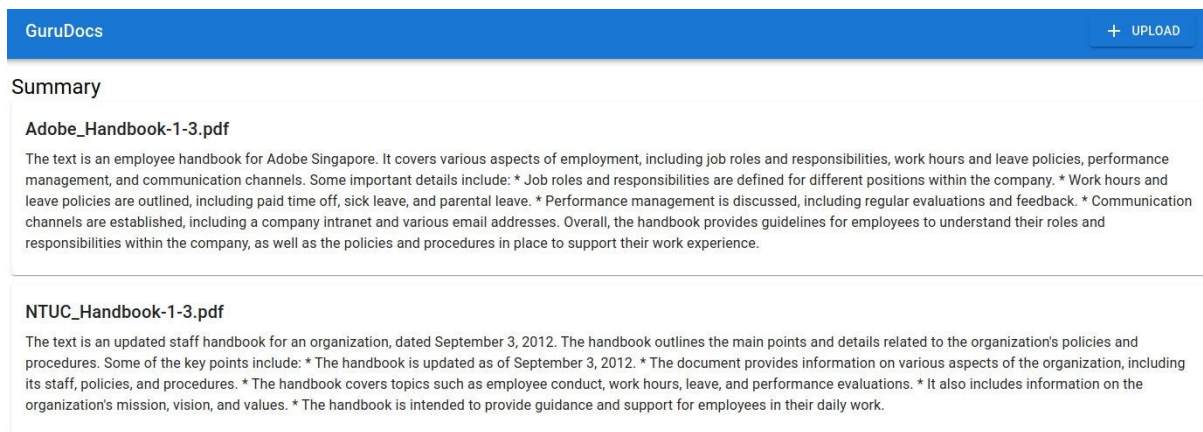 GuruDocs
+ UPLOAD
Summary
Adobe_Handbook-1-3.pdf
The text is an employee handbook for Adobe Singapore. It covers various aspects of employment, including job roles and responsibilities, work hours and leave policies, performance
management, and communication channels. Some important details include: * Job roles and responsibilities are defined for different positions within the company. * Work hours and
leave policies are outlined, including paid time off, sick leave, and parental leave. * Performance management is discussed, including regular evaluations and feedback. * Communication
channels are established, including a company intranet and various email addresses. Overall, the handbook provides guidelines for employees to understand their roles and
responsibilities within the company, as well as the policies and procedures in place to support their work experience.
NTUC_Handbook-1-3.pdf
The text is an updated staff handbook for an organization, dated September 3, 2012. The handbook outlines the main points and details related to the organization's policies and
procedures. Some of the key points include: * The handbook is updated as of September 3, 2012. * The document provides information on various aspects of the organization, including
its staff, policies, and procedures. * The handbook covers topics such as employee conduct, work hours, leave, and performance evaluations. * It also includes information on the
organization's mission, vision, and values. * The handbook is intended to provide guidance and support for employees in their daily work.